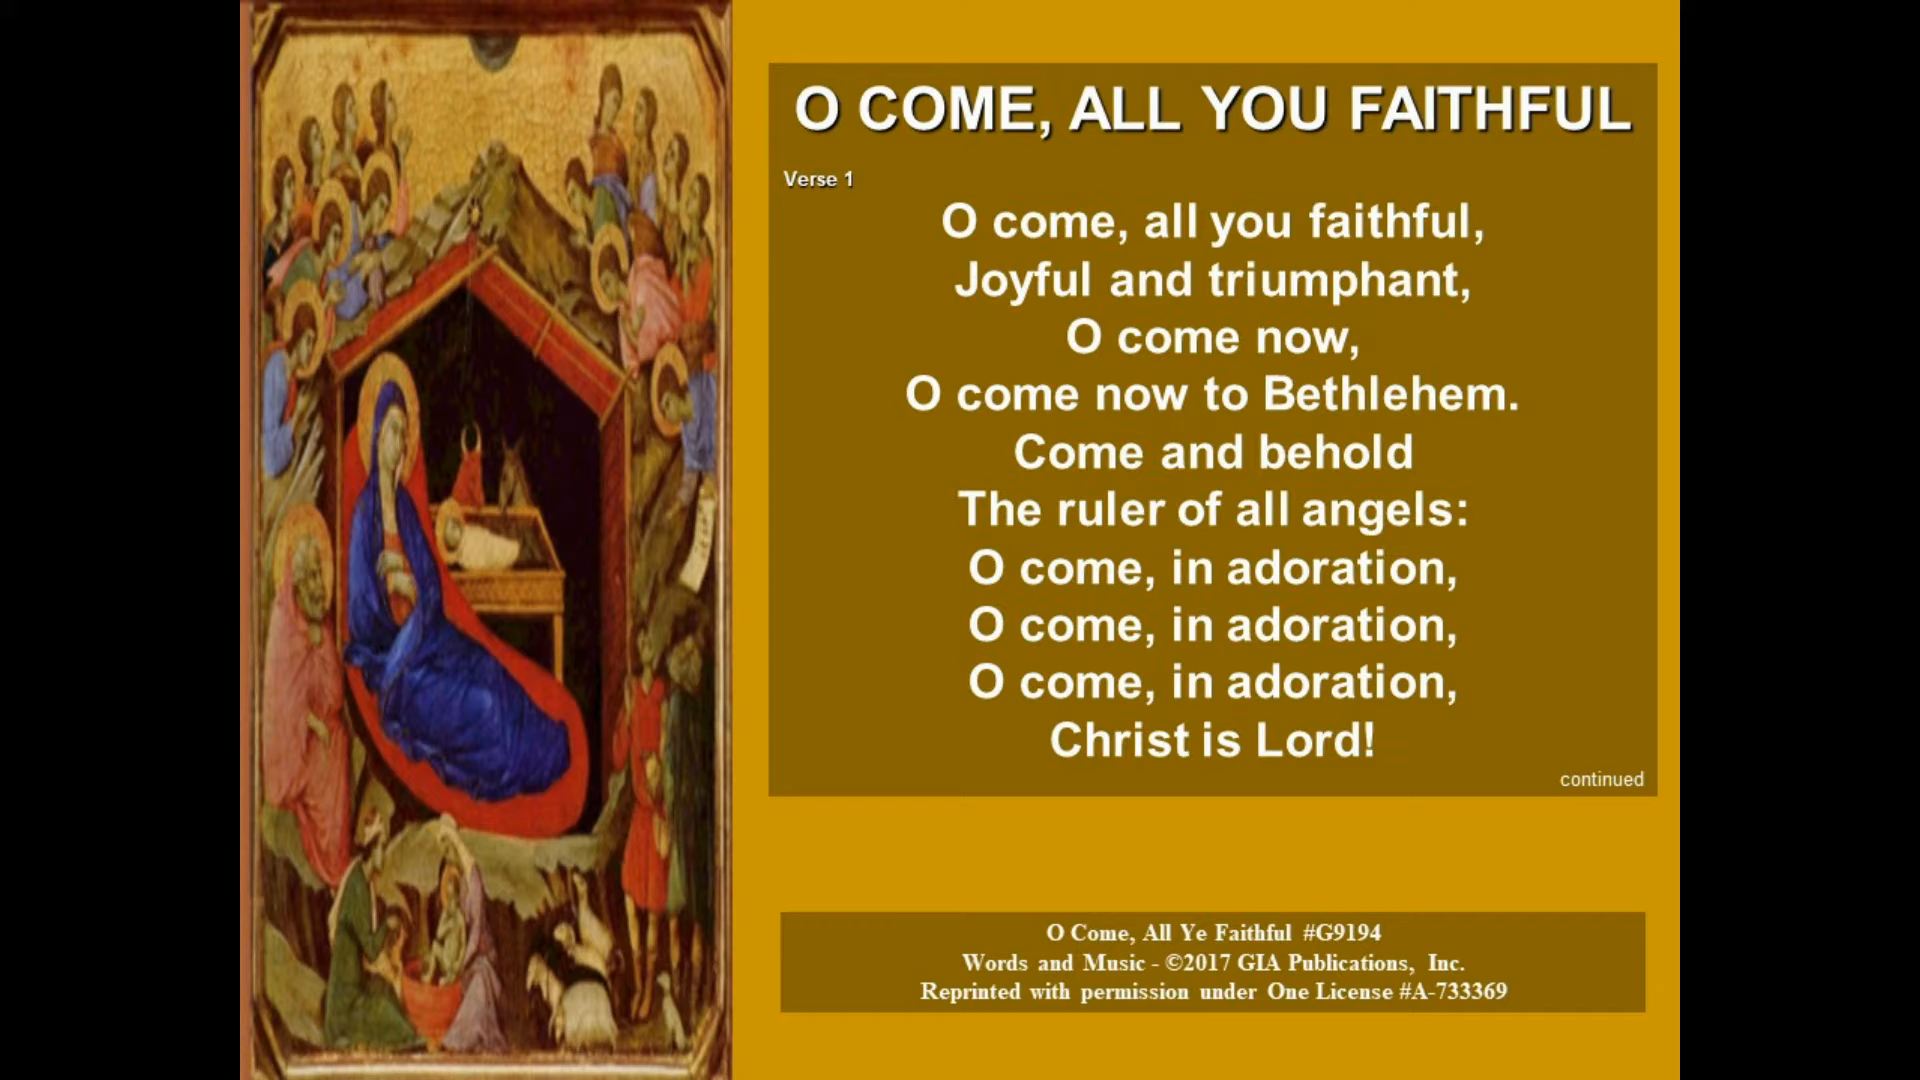 O COME, ALL YOU FAITHFUL
Verse 1
O come, all you faithful,
Joyful and triumphant,
O come now,
O come now to Bethlehem.
Come and behold
The ruler of all angels:
O come, in adoration,
O come, in adoration,
O come, in adoration,
Christ is Lord!
continued
O Come, All Ye Faithful #G9194
Words and Music - ©2017 GIA Publications, Inc.
Reprinted with permission under One License #A-733369